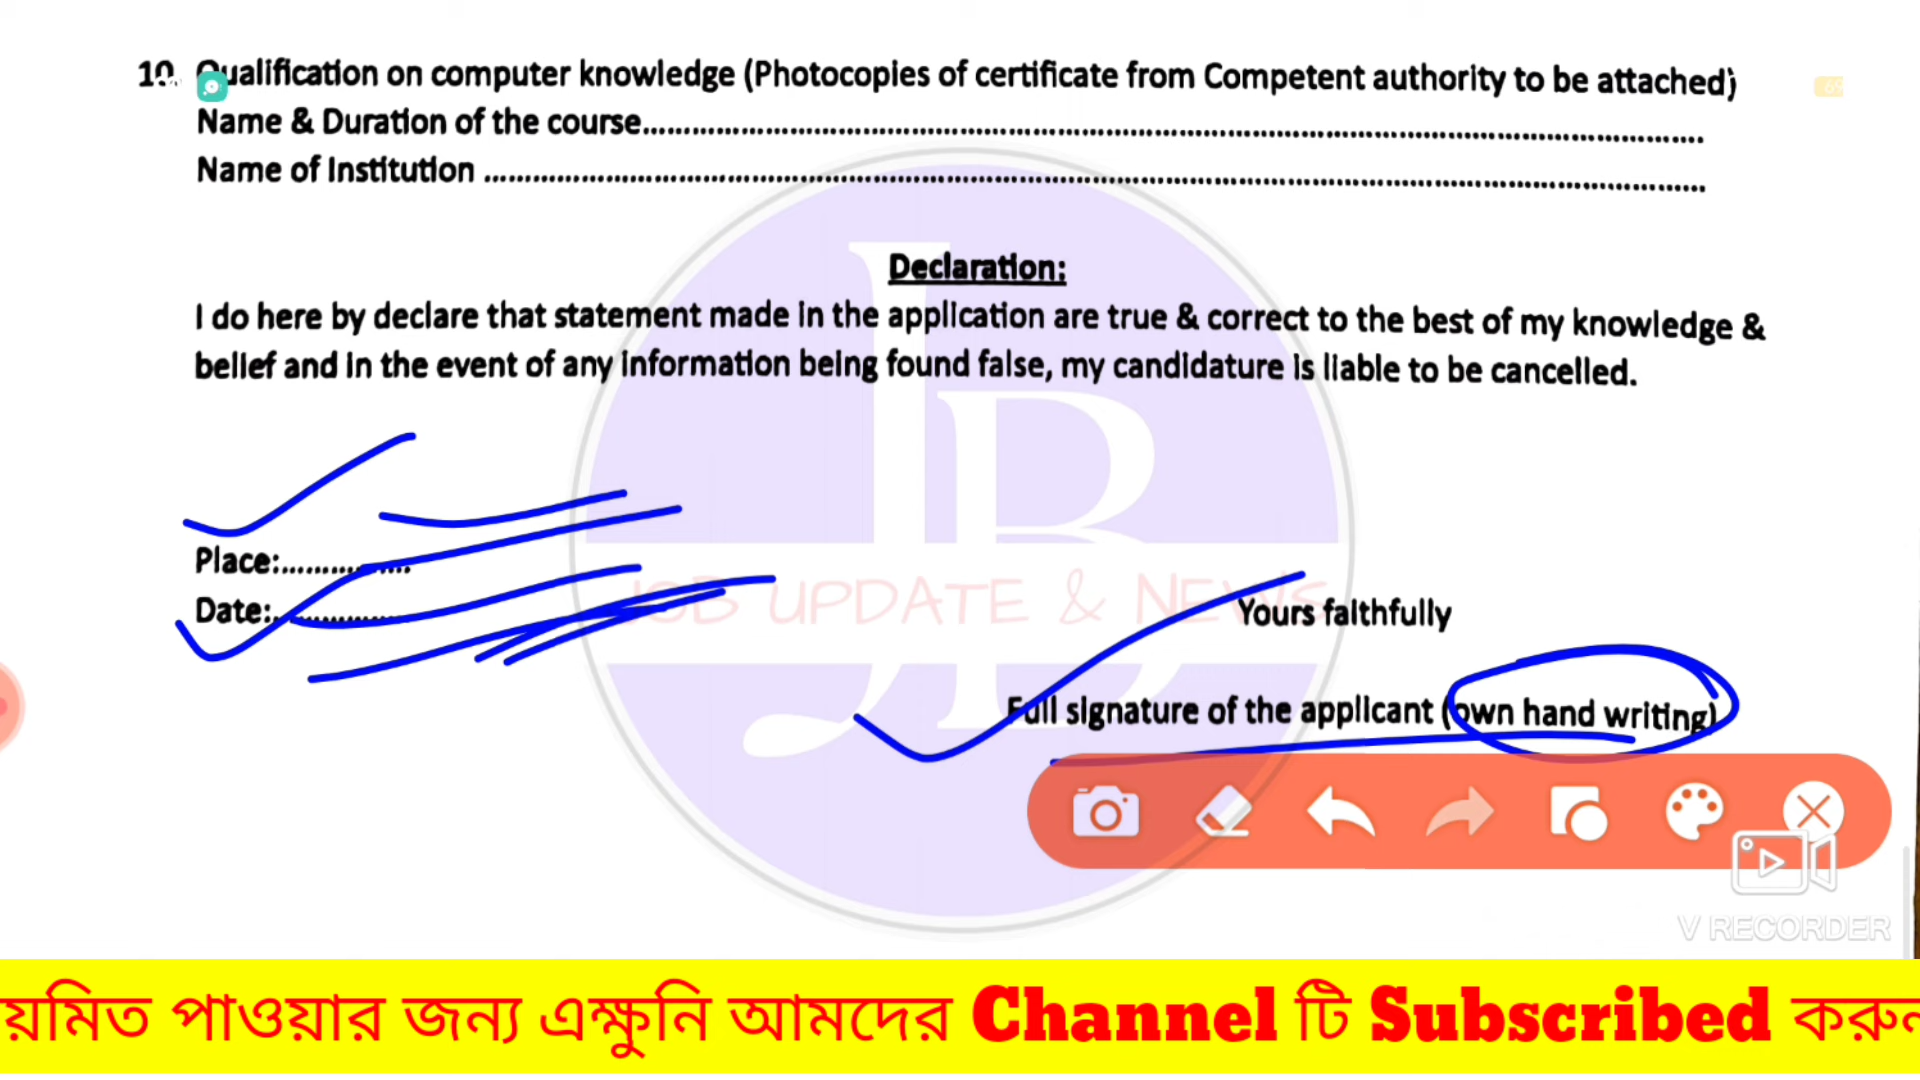 10. Qualification on computer knowledge (Photocopies of certificate from Competent authority to be attached)
Name & Duration of the course....................
Name of Institution ....................
Declaration:
I do here by declare that statement made in the application are true & correct to the best of my knowledge &
belief and in the event of any information being found false, my candidature is liable to be cancelled.
Place:................
Date:................
JOB UPDATE & NEWS
Yours faithfully
Full signature of the applicant (own hand writing)
V RECORDER
য়মিত পাওয়ার জন্য এক্ষুনি আমদের Channel টি Subscribed করুন